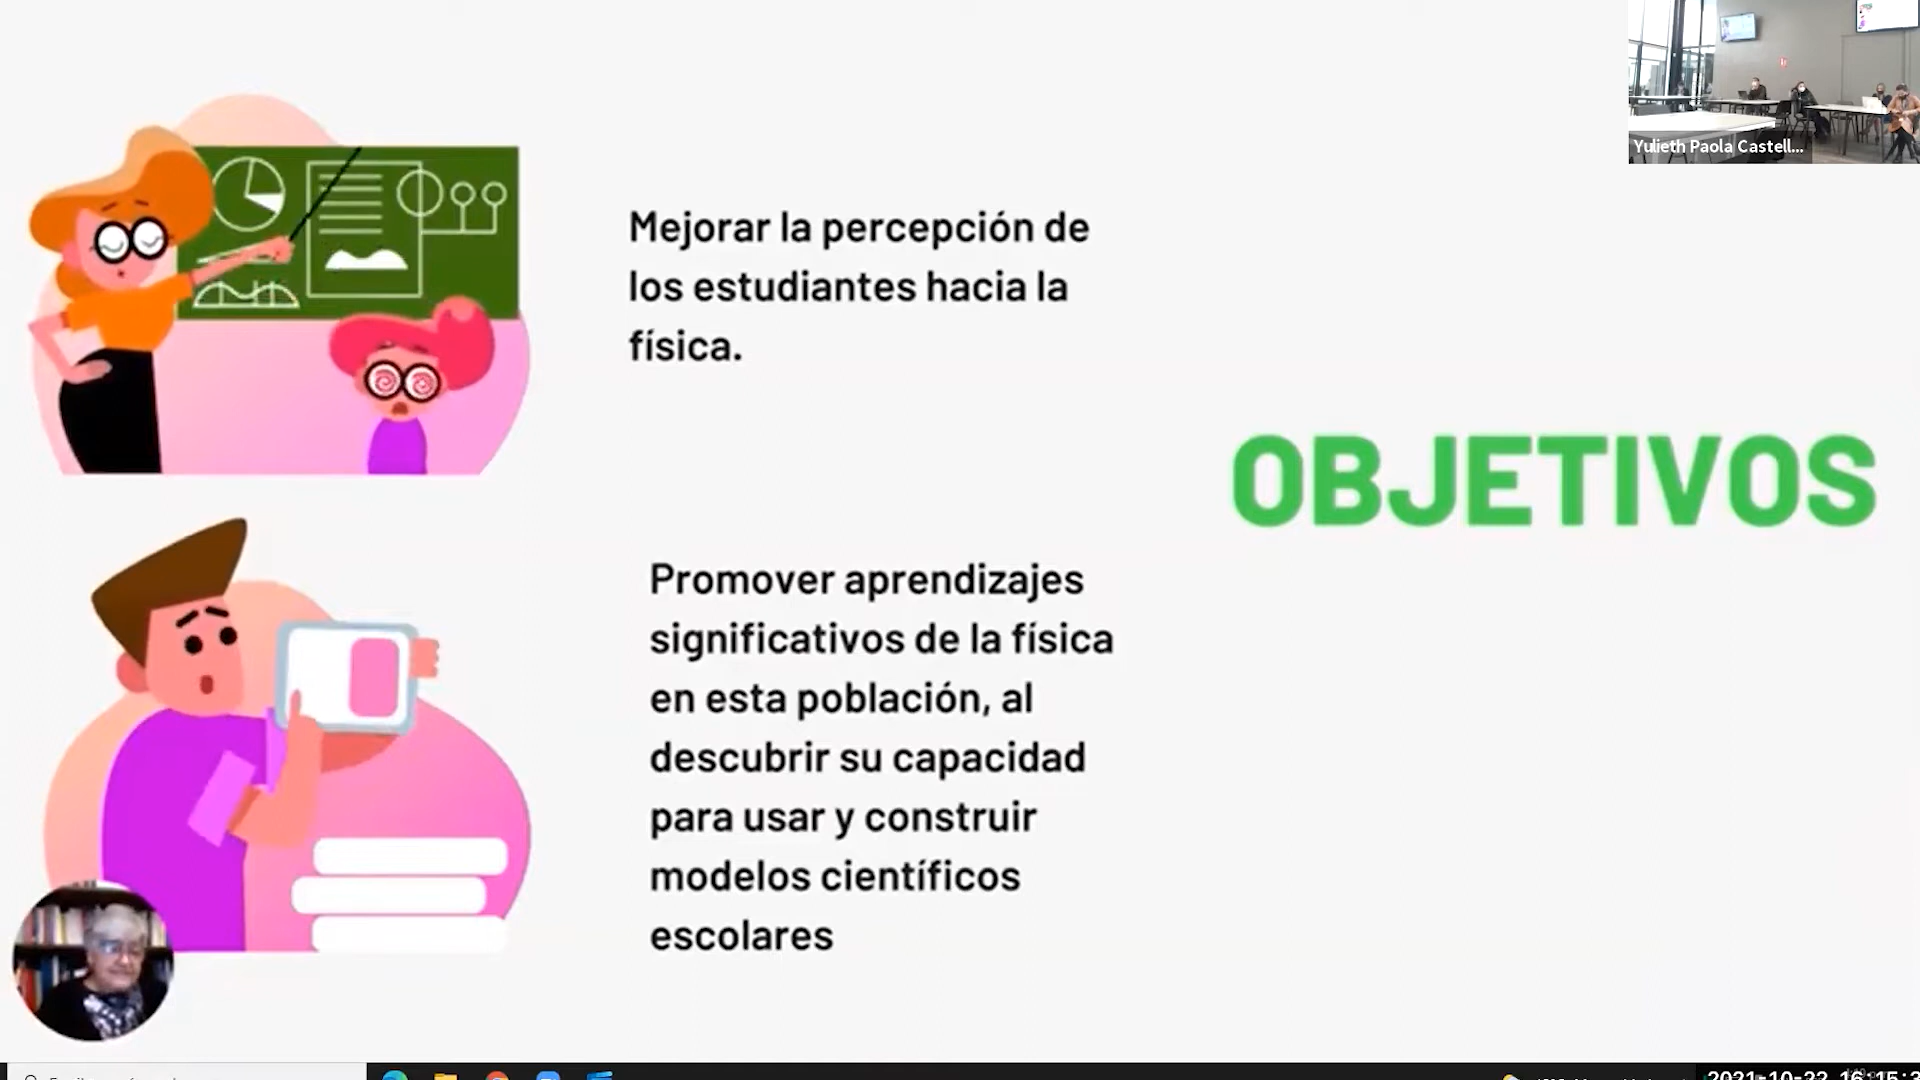 Yulieth Paola Castell...
Mejorar la percepción de
los estudiantes hacia la
física.
OBJETIVOS
Promover aprendizajes
significativos de la física
en esta población, al
descubrir su capacidad
para usar y construir
modelos científicos
escolares